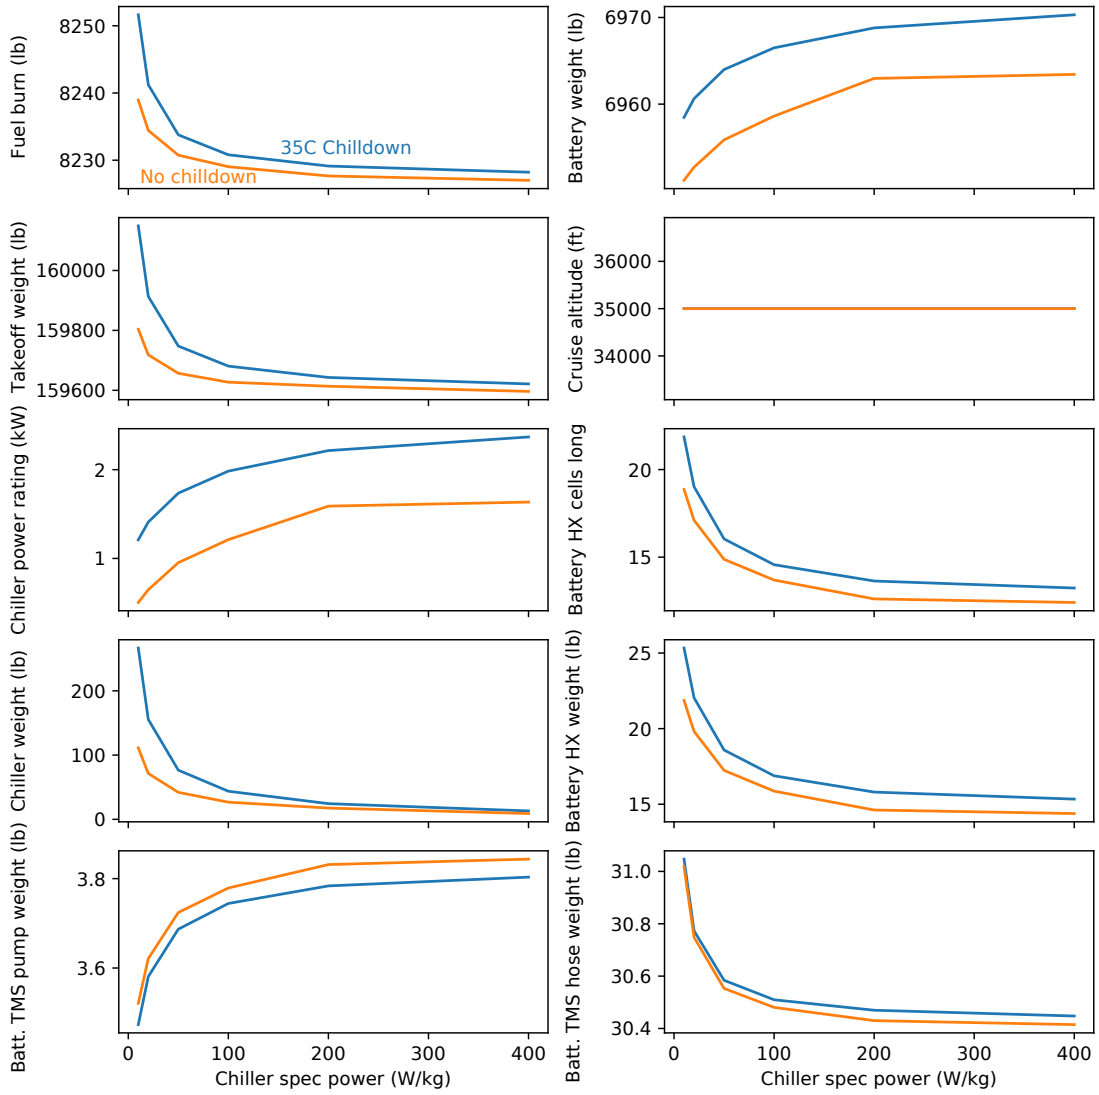 Fuel burn (lb)
8250
8240
8230
35C Chilldown
No chilldown
Battery weight (lb)
6970
6960
Takeoff weight (lb)
160000
159800
159600
Cruise altitude (ft)
36000
35000
34000
Chiller power rating (kW)
2
1
Battery HX cells long
20
15
Chiller weight (lb)
200
100
0
Battery HX weight (lb)
25
20
15
Batt. TMS pump weight (lb)
3.8
3.6
0 100 200 300 400
Chiller spec power (W/kg)
Batt. TMS hose weight (lb)
31.0
30.8
30.6
30.4
0 100 200 300 400
Chiller spec power (W/kg)